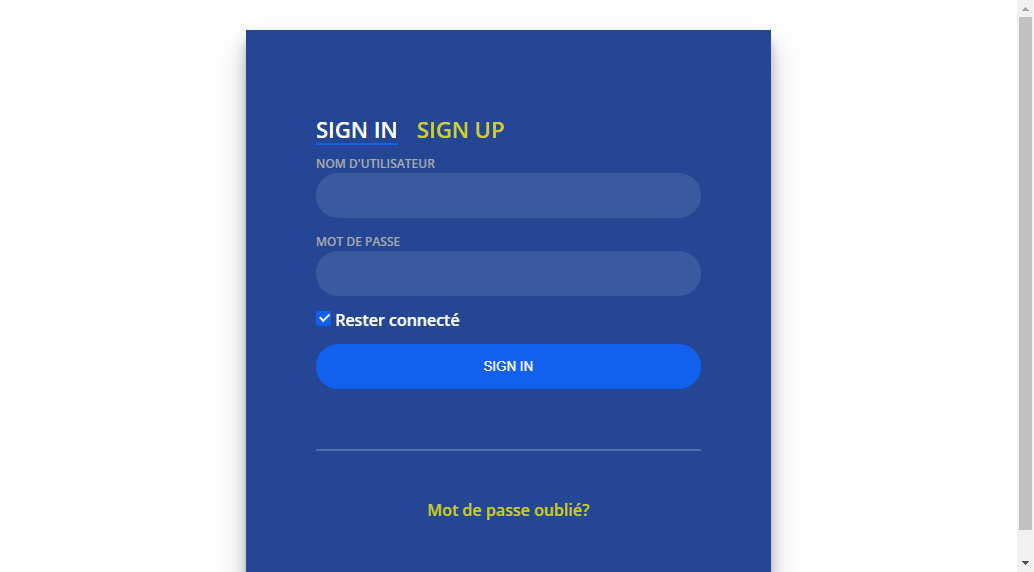 SIGN IN SIGN UP
NOM D'UTILISATEUR
MOT DE PASSE
Rester connecté
SIGN IN
Mot de passe oublié?